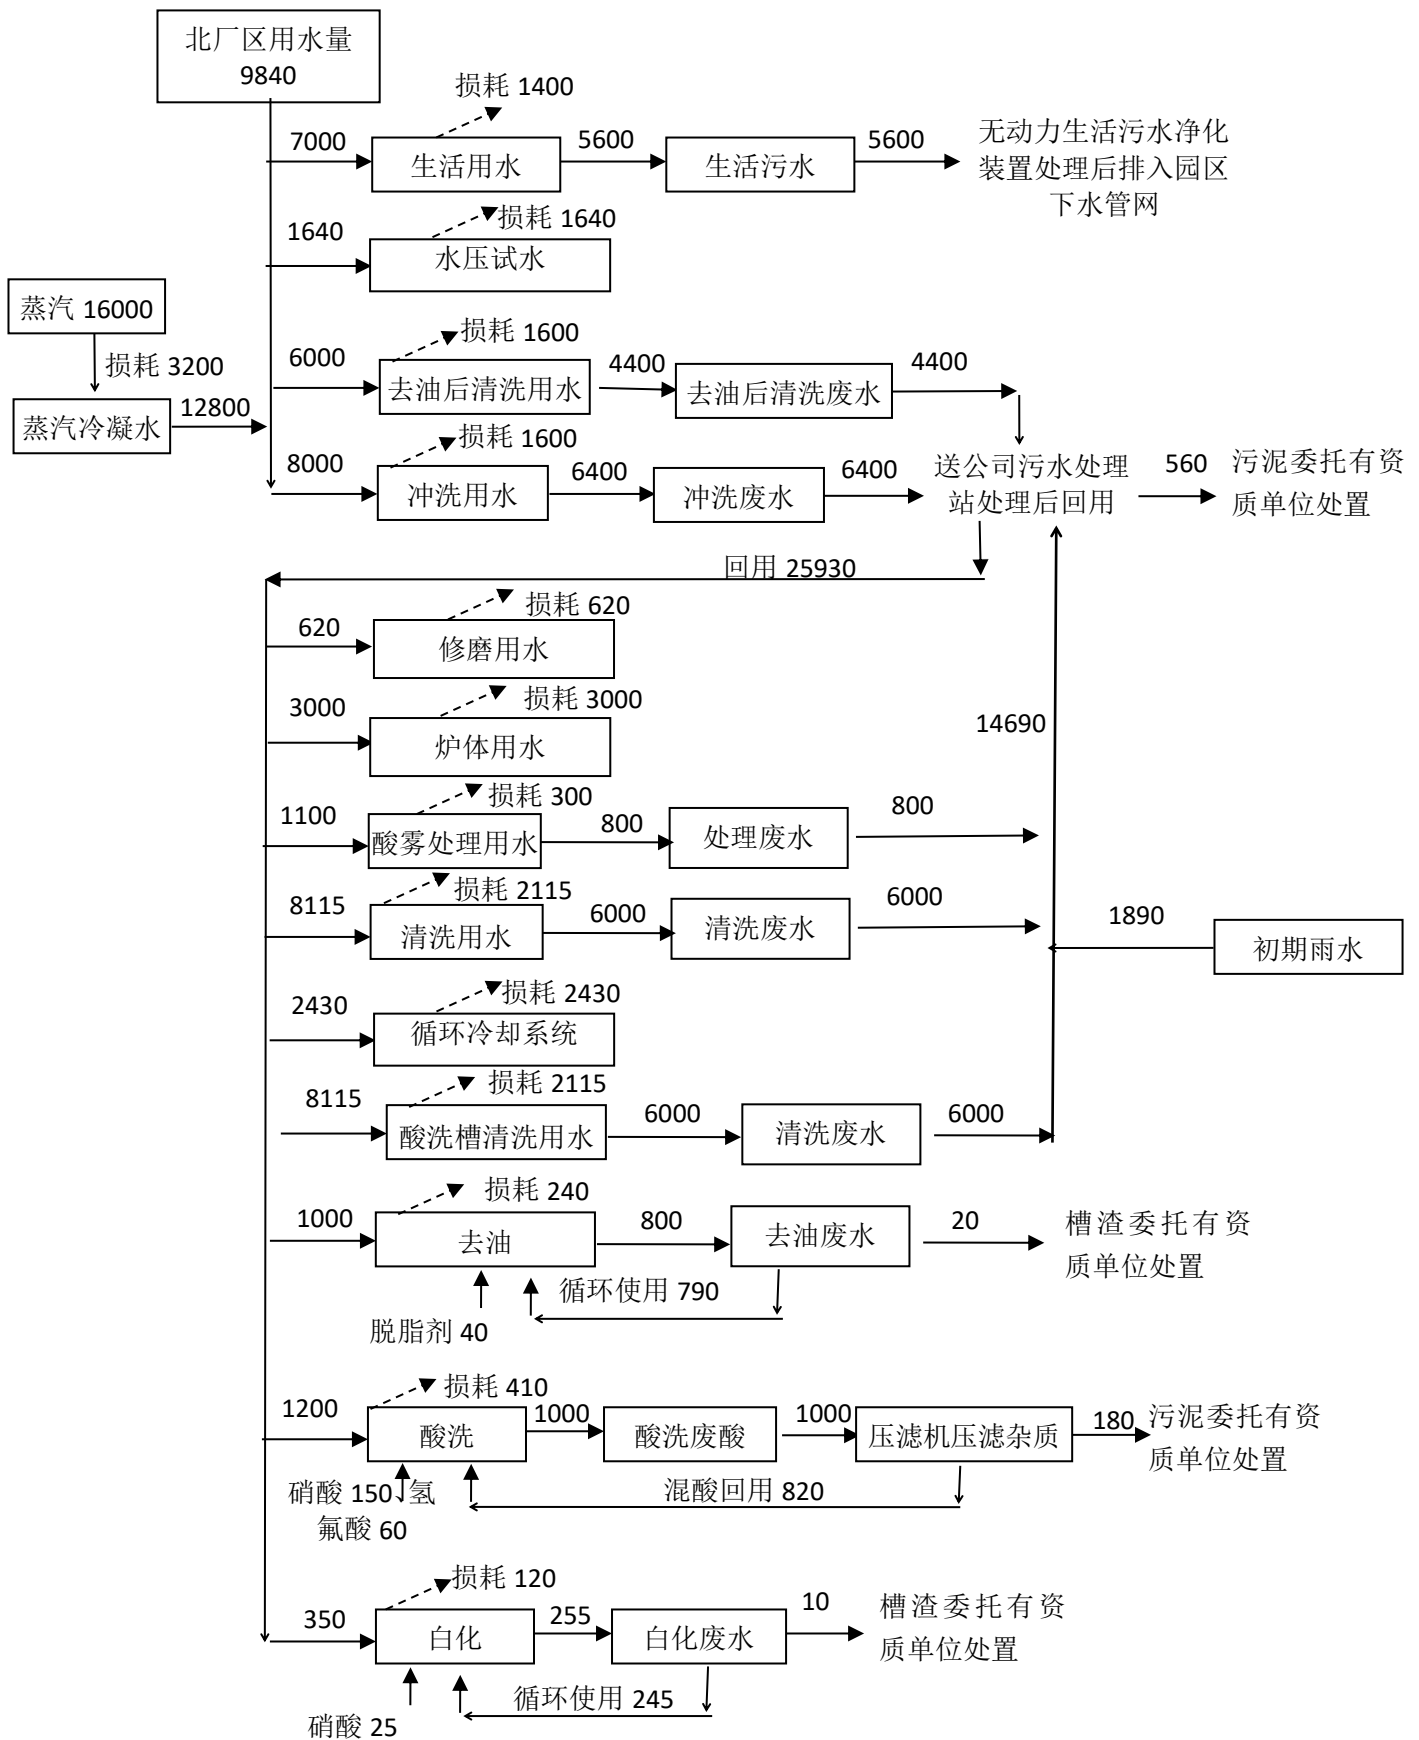 北厂区用水量
9840
损耗 1400
7000
生活用水
5600
生活污水
5600
无动力生活污水净化
装置处理后排入园区
下水管网
损耗 1640
1640
水压试水
蒸汽 16000
损耗 3200
蒸汽冷凝水
12800
损耗 1600
6000
去油后清洗用水
4400
去油后清洗废水
4400
损耗 1600
8000
冲洗用水
6400
冲洗废水
6400
送公司污水处理
站处理后回用
560
污泥委托有资
质单位处置
回用 25930
损耗 620
620
修磨用水
损耗 3000
3000
炉体用水
14690
损耗 300
1100
酸雾处理用水
800
处理废水
800
损耗 2115
8115
清洗用水
6000
清洗废水
6000
1890
初期雨水
损耗 2430
2430
循环冷却系统
损耗 2115
8115
酸洗槽清洗用水
6000
清洗废水
6000
损耗 240
1000
去油
800
去油废水
20
槽渣委托有资
质单位处置
循环使用 790
脱脂剂 40
损耗 410
1200
酸洗
1000
酸洗废酸
1000
压滤机压滤杂质
180
污泥委托有资
质单位处置
硝酸 150、氢
氟酸 60
混酸回用 820
损耗 120
350
白化
255
白化废水
10
槽渣委托有资
质单位处置
循环使用 245
硝酸 25